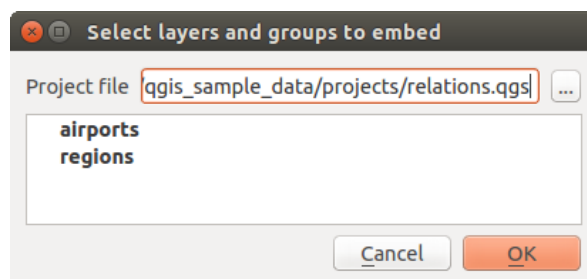 Select layers and groups to embed
Project file /qgis_sample_data/projects/relations.qgs ...
airports
regions
Cancel OK